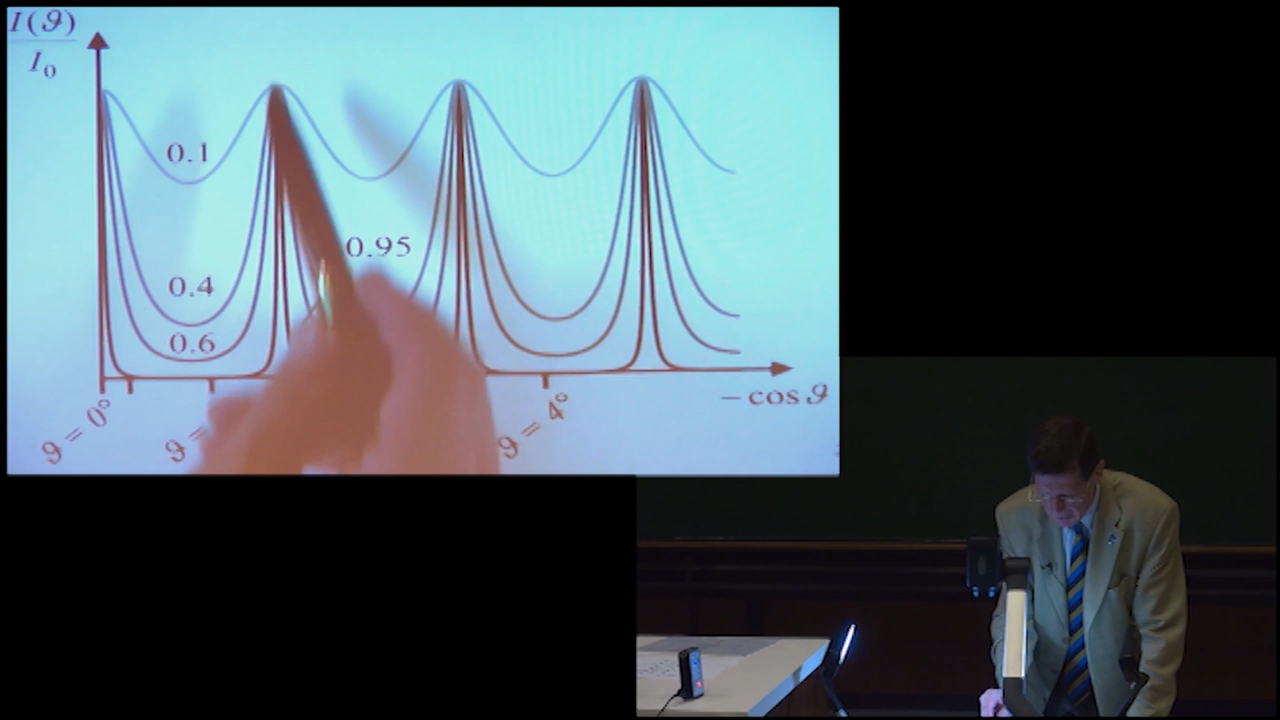 I(ϑ)
I₀
0.1
0.95
0.4
0.6
− cos ϑ
ϑ = 0°
ϑ =
ϑ = 4°